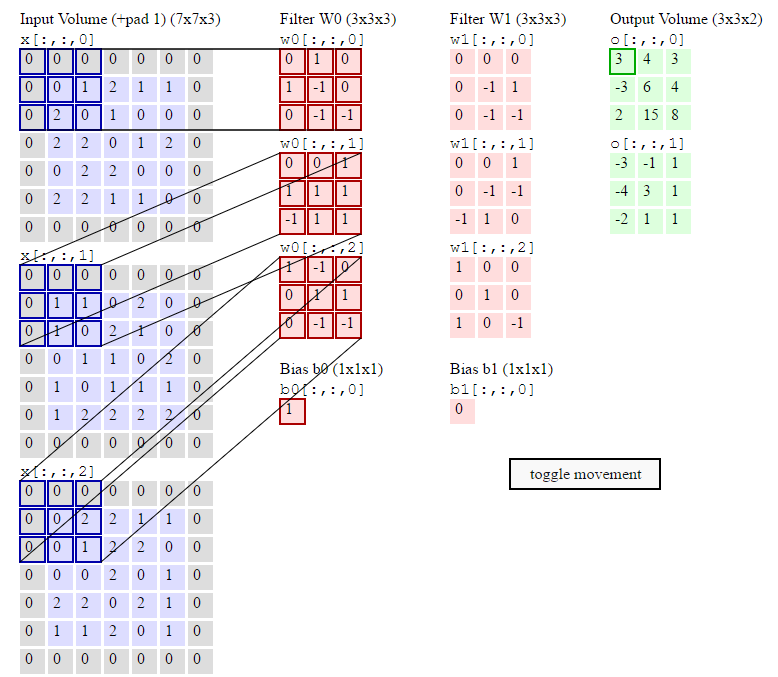 Input Volume (+pad 1) (7x7x3) Filter W0 (3x3x3) Filter W1 (3x3x3) Output Volume (3x3x2)
x[:,:,0] w0[:,:,0] w1[:,:,0] o[:,:,0]
0 0 0 0 0 0 0 0 1 0 0 0 0 3 4 3
0 0 1 2 1 1 0 1 -1 0 0 -1 1 -3 6 4
0 2 0 1 0 0 0 0 -1 -1 0 -1 -1 2 15 8
0 2 2 0 1 2 0 w0[:,:,1] w1[:,:,1] o[:,:,1]
0 0 2 2 0 0 0 0 0 1 0 0 1 -3 -1 1
0 2 2 1 1 0 0 1 1 1 0 -1 -1 -4 3 1
0 0 0 0 0 0 0 -1 1 1 -1 1 0 -2 1 1
x[:,:,1] w0[:,:,2] w1[:,:,2]
0 0 0 0 0 0 0 1 -1 0 1 0 0
0 1 1 0 2 0 0 0 1 1 0 1 0
0 1 0 2 1 0 0 0 -1 -1 1 0 -1
0 0 1 1 0 2 0 Bias b0 (1x1x1) Bias b1 (1x1x1)
0 1 0 1 1 1 0 b0[:,:,0] b1[:,:,0]
0 1 2 2 2 2 0 1 0
0 0 0 0 0 0 0
x[:,:,2] toggle movement
0 0 0 0 0 0 0
0 0 2 2 1 1 0
0 0 1 2 2 0 0
0 0 0 2 0 1 0
0 2 2 0 2 1 0
0 1 1 2 0 1 0
0 0 0 0 0 0 0